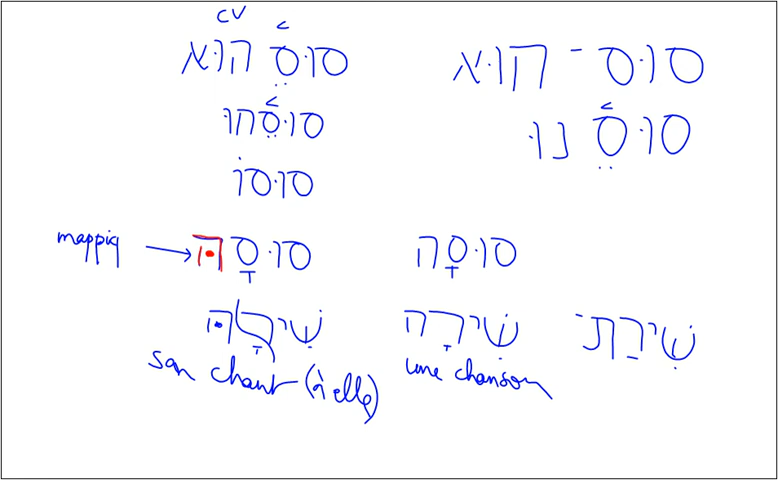 CV
סוּסֵ הוּא סוּס־ הוּא
סוּסֵהוּ סוּסֵ נוּ
סוּסוֹ
mappiq → סוּסָהּ סוּסָה
שִׁירָהּ שִׁירָה שִׁירַת־
son chant (à elle) une chanson